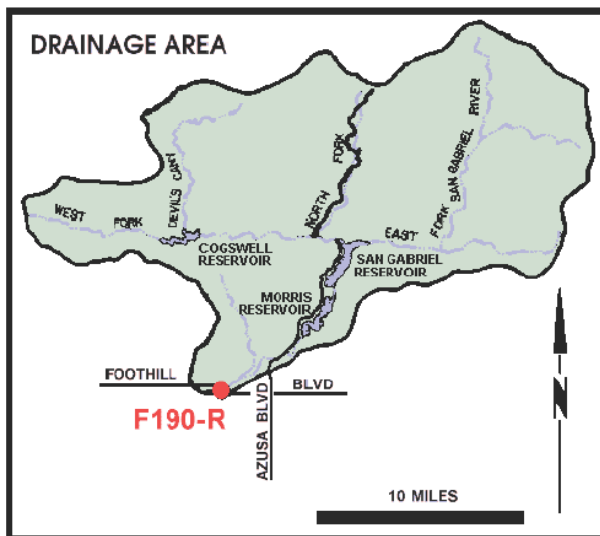 DRAINAGE AREA
WEST FORK
DEVIL'S CANY
NORTH FORK
EAST FORK SAN GABRIEL RIVER
COGSWELL
RESERVOIR
SAN GABRIEL
RESERVOIR
MORRIS
RESERVOIR
FOOTHILL BLVD
F190-R
AZUSA BLVD
N
10 MILES